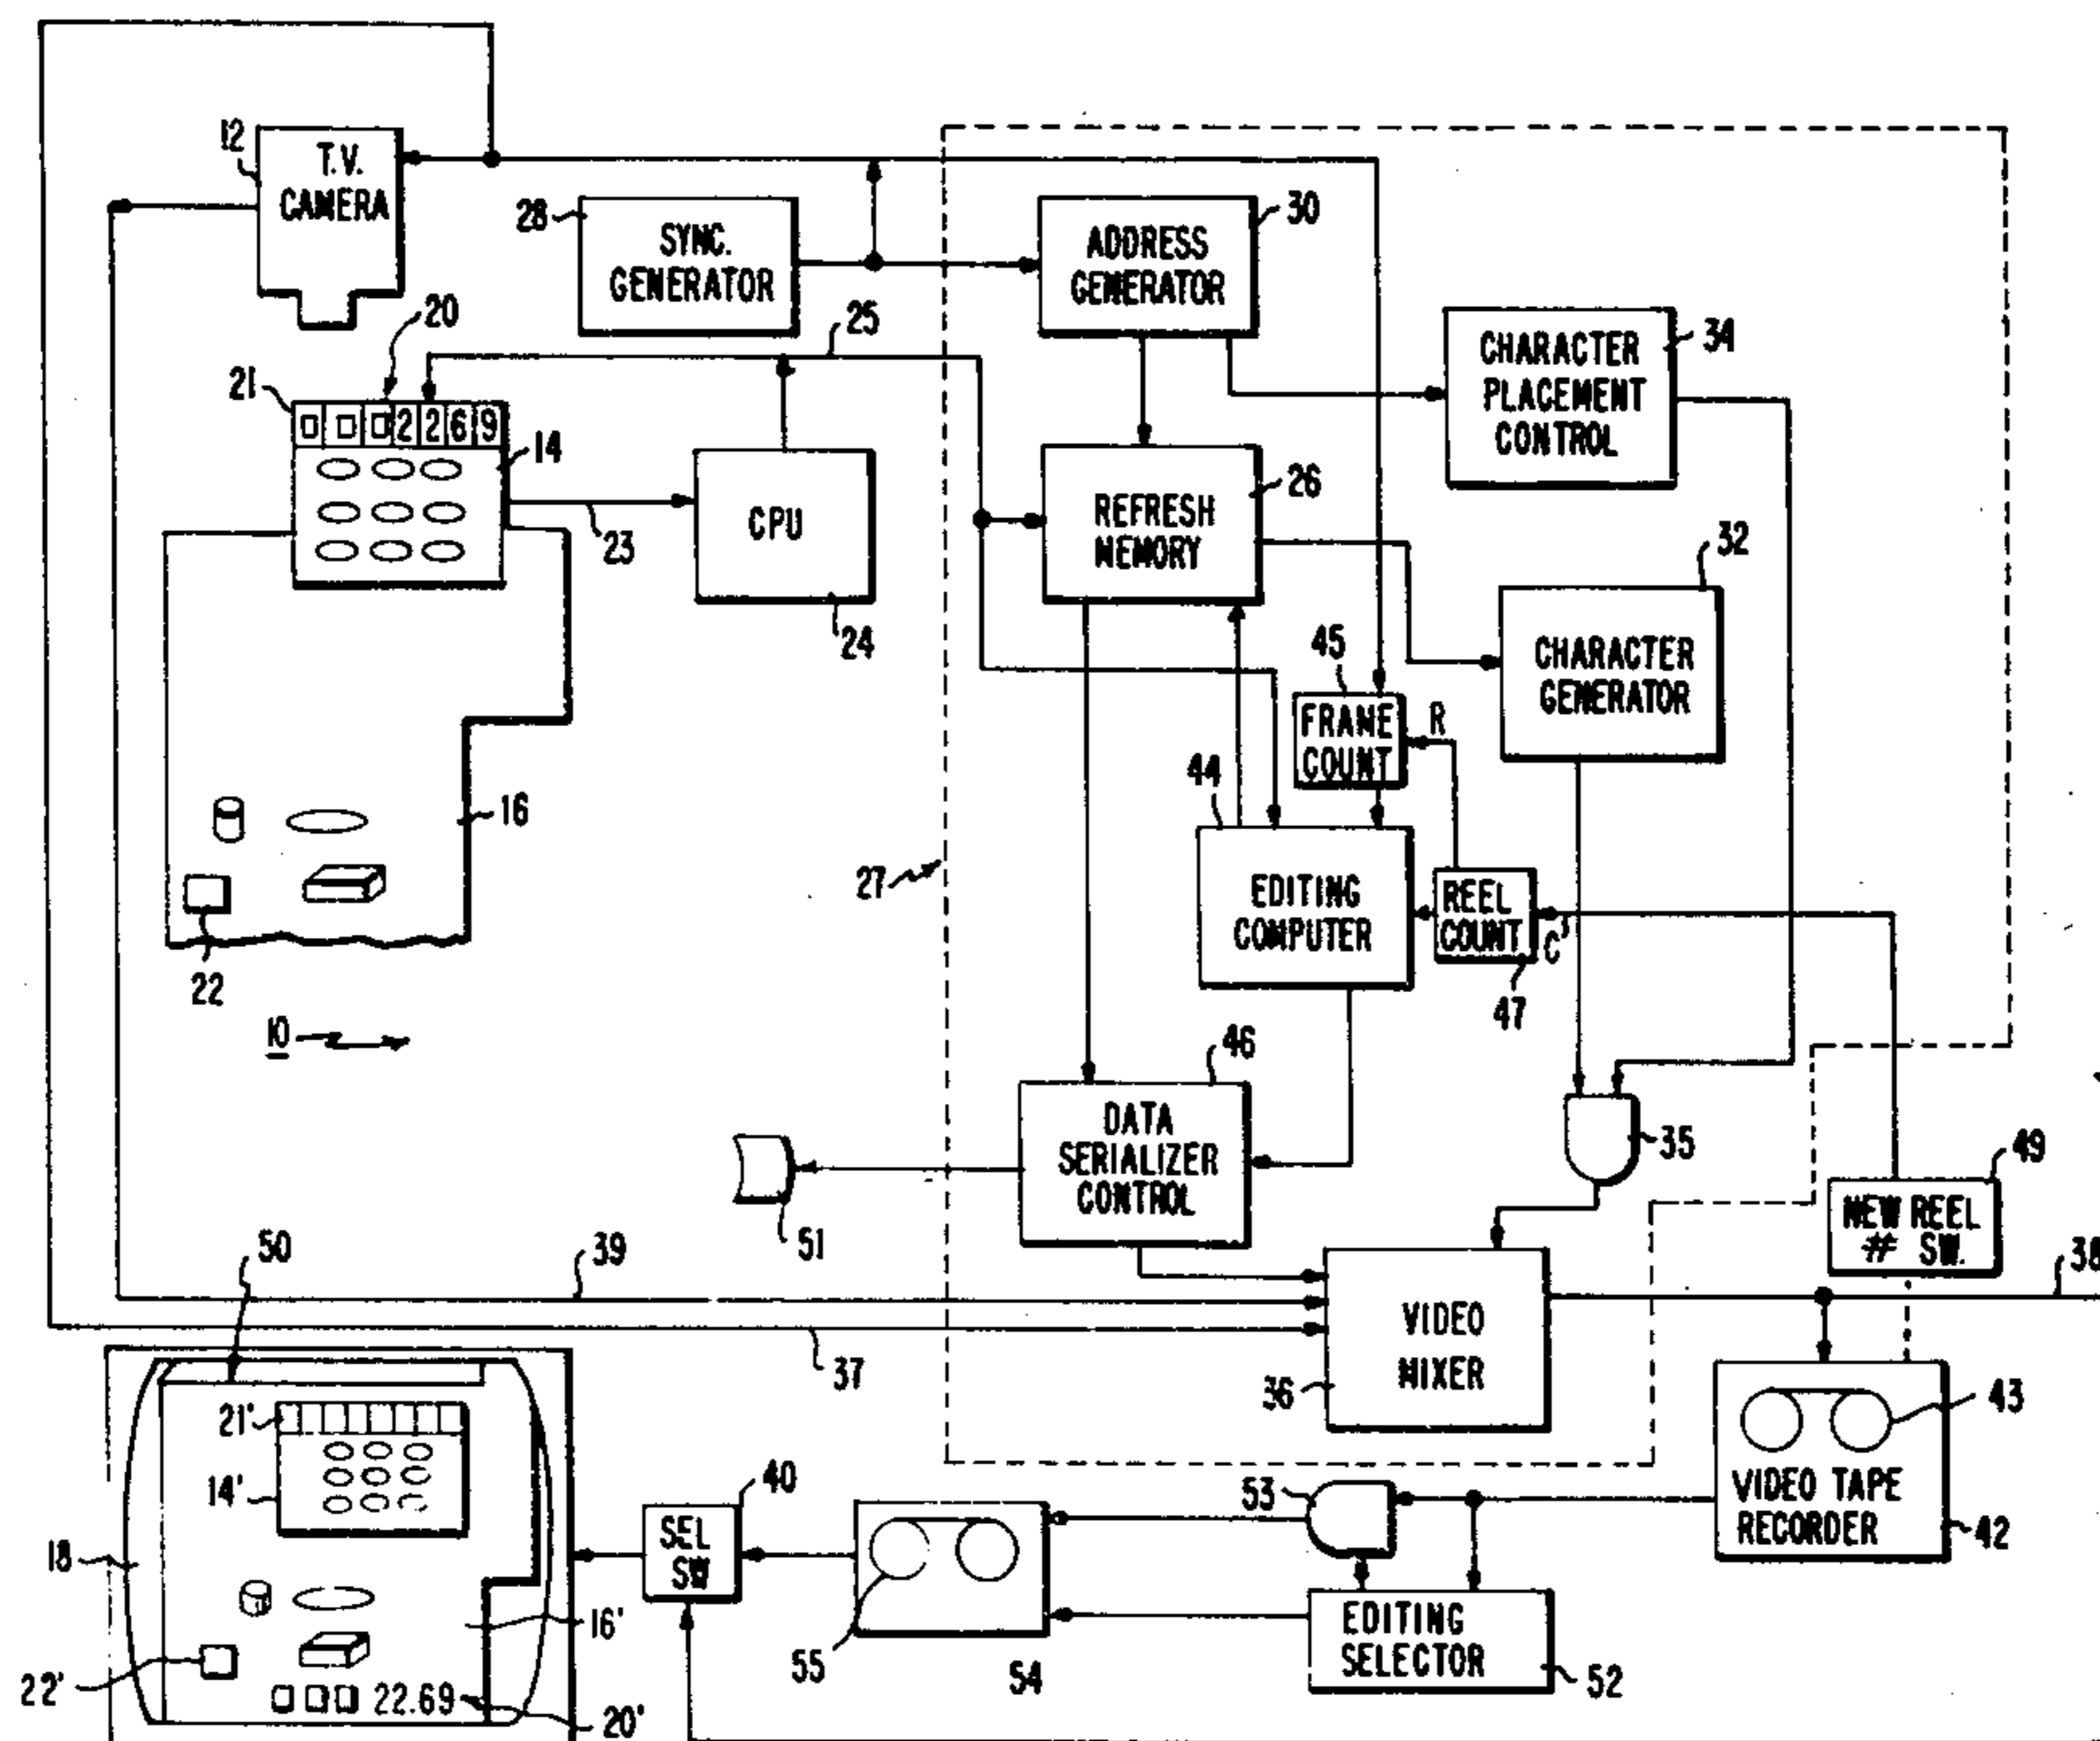 12
T.V.
CAMERA
28
SYNC.
GENERATOR
ADDRESS
GENERATOR
30
20
25
CHARACTER
PLACEMENT
CONTROL
34
21
2 2 6 9
14
CPU
23
24
REFRESH
MEMORY
26
32
CHARACTER
GENERATOR
45
FRAME
COUNT
R
44
16
27
EDITING
COMPUTER
REEL
COUNT
C
47
22
10
46
DATA
SERIALIZER
CONTROL
35
49
NEW REEL
# SW.
51
50
39
38
VIDEO
MIXER
36
37
43
VIDEO TAPE
RECORDER
42
21'
14'
18
40
SEL
SW
53
55
54
EDITING
SELECTOR
52
16'
22'
22.69
20'